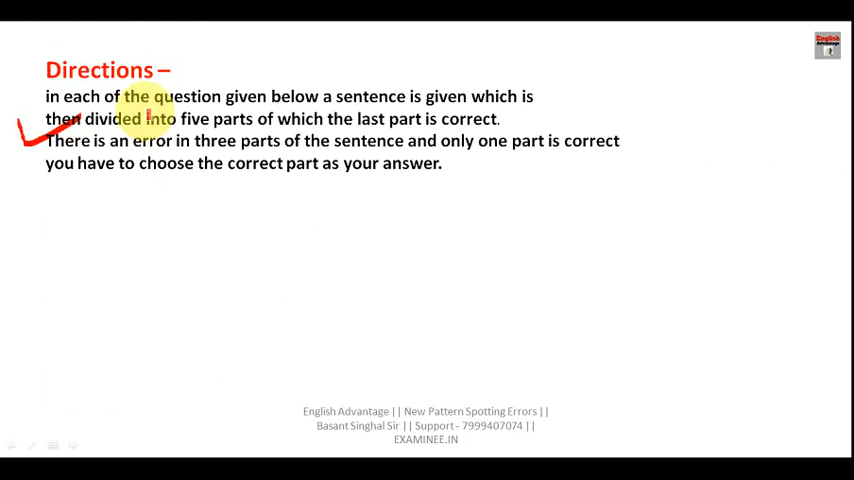 English
Advantage
Directions –
in each of the question given below a sentence is given which is
then divided into five parts of which the last part is correct.
There is an error in three parts of the sentence and only one part is correct
you have to choose the correct part as your answer.
English Advantage || New Pattern Spotting Errors ||
Basant Singhal Sir || Support - 7999407074 ||
EXAMINEE.IN